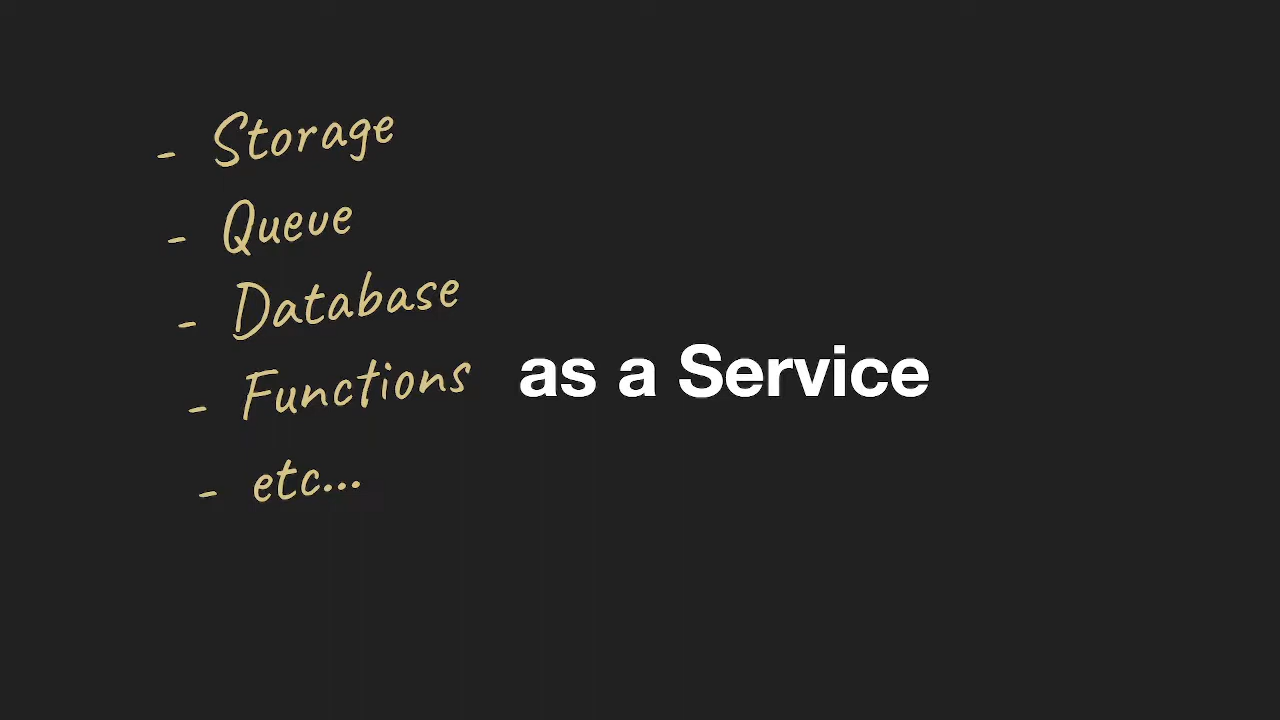 - Storage
- Queue
- Database
- Functions
as a Service
- etc...